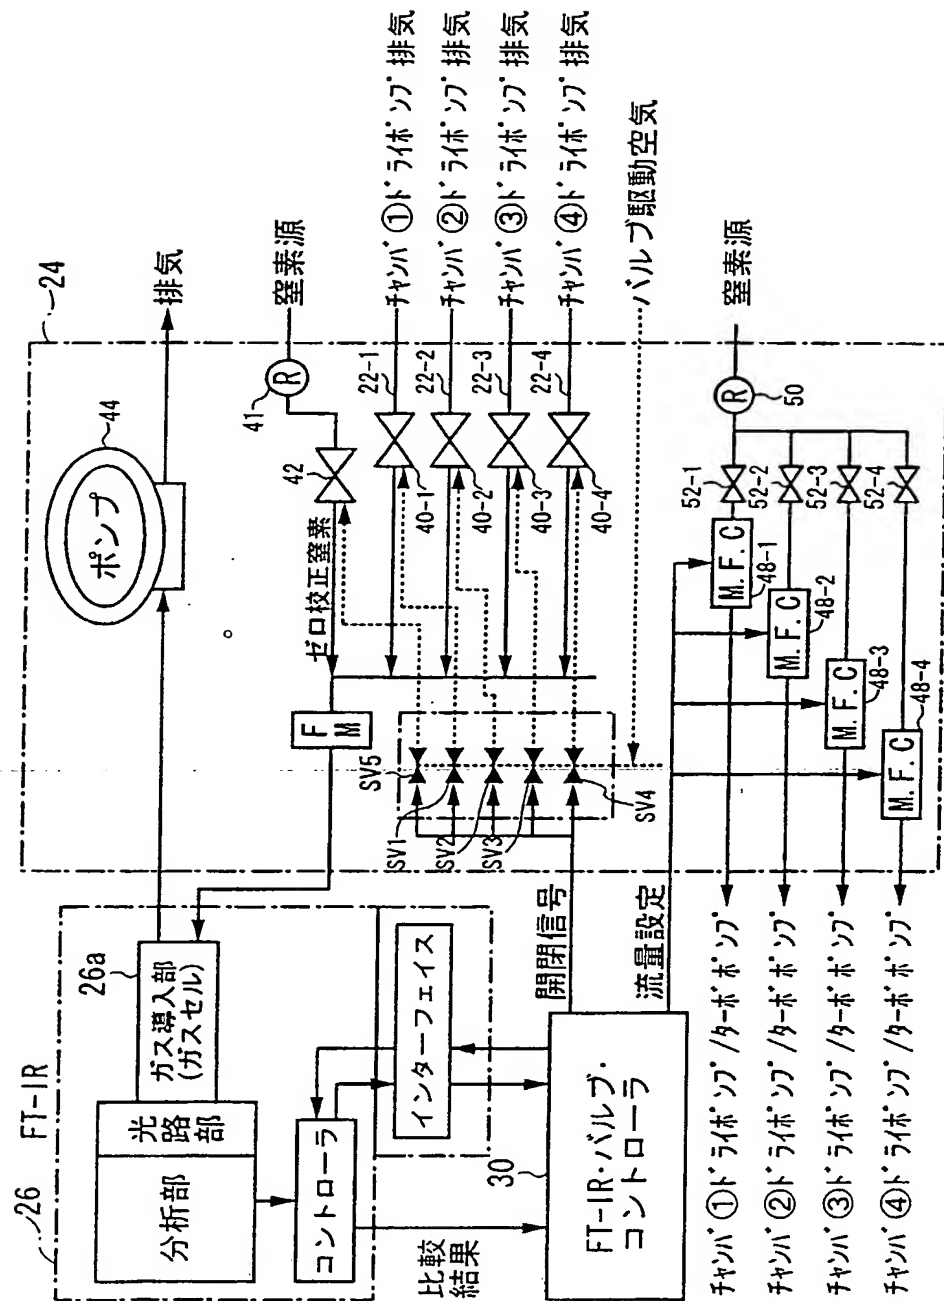 26
FT-IR
分析部
光路部
ガス導入部
(ガスセル)
26a
コントローラ
インターフェイス
比較
結果
30
FT-IR・バルブ・
コントローラ
開閉信号
流量設定
24
ポンプ
44
排気
FM
ゼロ校正窒素
42
41
R
窒素源
SV5
SV1
SV2
SV3
SV4
40-1
40-2
40-3
40-4
22-1
22-2
22-3
22-4
チャンバ①ドライポンプ排気
チャンバ②ドライポンプ排気
チャンバ③ドライポンプ排気
チャンバ④ドライポンプ排気
バルブ駆動空気
窒素源
R
50
52-1
52-2
52-3
52-4
M.F.C
48-1
M.F.C
48-2
M.F.C
48-3
M.F.C
48-4
チャンバ①ドライポンプ/ターボポンプ
チャンバ②ドライポンプ/ターボポンプ
チャンバ③ドライポンプ/ターボポンプ
チャンバ④ドライポンプ/ターボポンプ